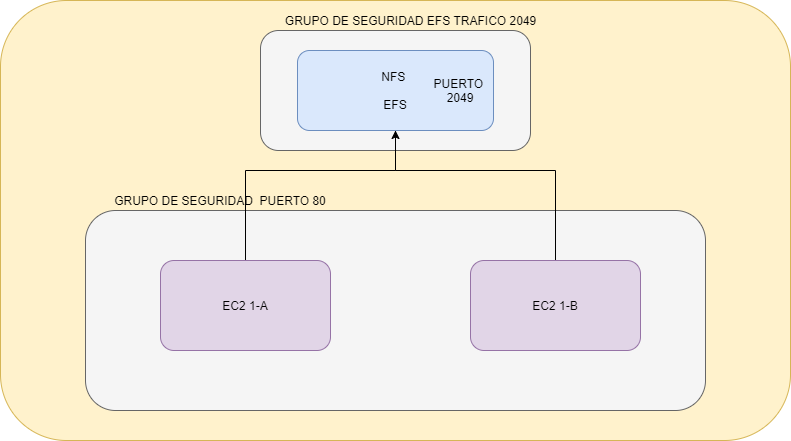 GRUPO DE SEGURIDAD EFS TRAFICO 2049
NFS
EFS
PUERTO
2049
GRUPO DE SEGURIDAD  PUERTO 80
EC2 1-A
EC2 1-B